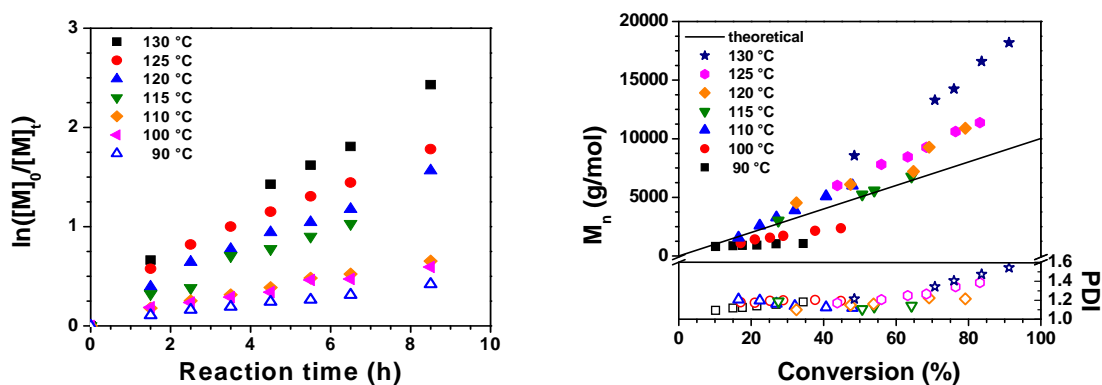 3
2
1
0
0
2
4
6
8
10
ln([M]₀/[M]ₜ)
Reaction time (h)
130 °C
125 °C
120 °C
115 °C
110 °C
100 °C
90 °C
20000
15000
10000
5000
0
1.6
1.4
1.2
1.0
0
20
40
60
80
100
Mₙ (g/mol)
PDI
Conversion (%)
theoretical
130 °C
125 °C
120 °C
115 °C
110 °C
100 °C
90 °C